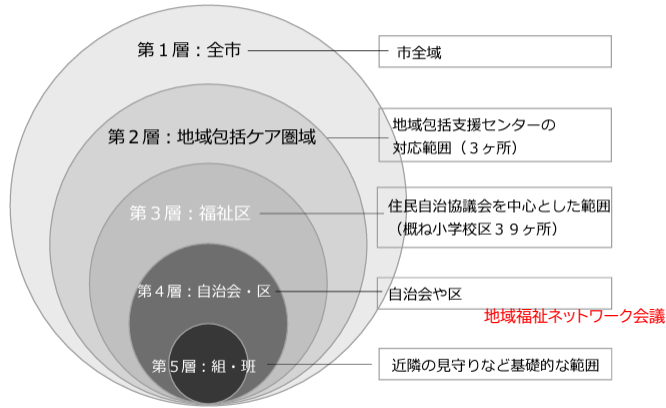 第１層：全市
市全域
第２層：地域包括ケア圏域
地域包括支援センターの
対応範囲（３ヶ所）
第３層：福祉区
住民自治協議会を中心とした範囲
（概ね小学校区３９ヶ所）
第４層：自治会・区
自治会や区
地域福祉ネットワーク会議
第５層：組・班
近隣の見守りなど基礎的な範囲